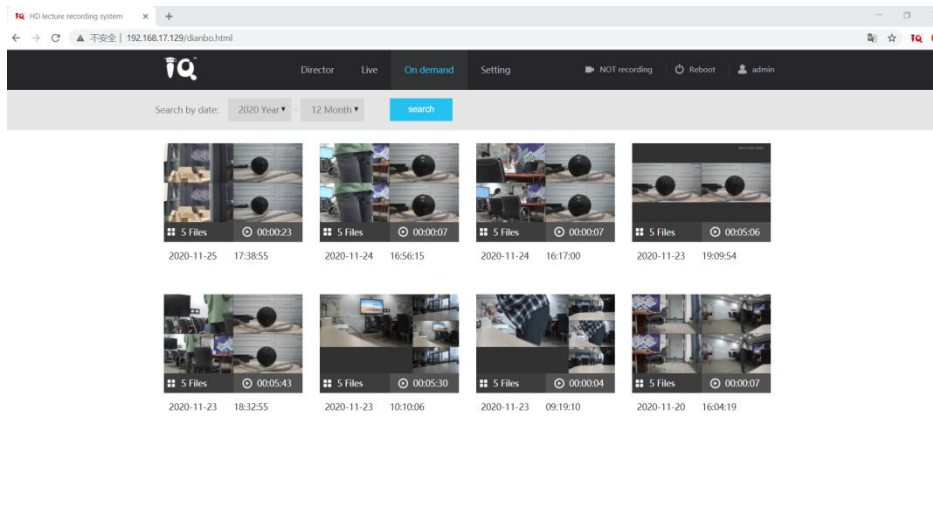 HD lecture recording system
不安全 | 192.168.17.129/dianbo.html
IQ
Director Live On demand Setting NOT recording Reboot admin
Search by date: 2020 Year - 12 Month search
5 Files 00:00:23 5 Files 00:00:07 5 Files 00:00:07 5 Files 00:05:06
2020-11-25 17:38:55 2020-11-24 16:56:15 2020-11-24 16:17:00 2020-11-23 19:09:54
5 Files 00:05:43 5 Files 00:05:30 5 Files 00:00:04 5 Files 00:00:07
2020-11-23 18:32:55 2020-11-23 10:10:06 2020-11-23 09:19:10 2020-11-20 16:04:19